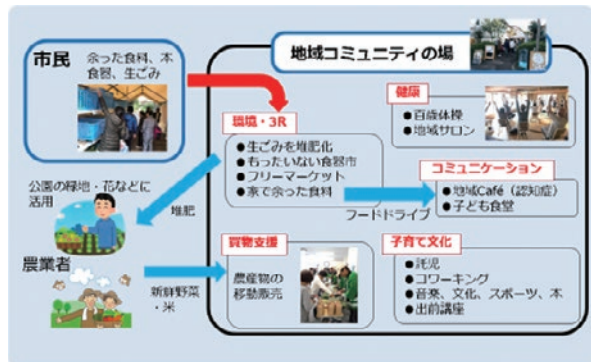 市民
余った食料、本
食器、生ごみ
地域コミュニティの場
健康
●百歳体操
●地域サロン
環境・3R
●生ごみを堆肥化
●もったいない食器市
●フリーマーケット
●家で余った食料
コミュニケーション
●地域Café（認知症）
●子ども食堂
フードドライブ
公園の緑地・花などに
活用
堆肥
農業者
新鮮野菜
・米
買物支援
農産物の
移動販売
子育て文化
●託児
●コワーキング
●音楽、文化、スポーツ、本
●出前講座